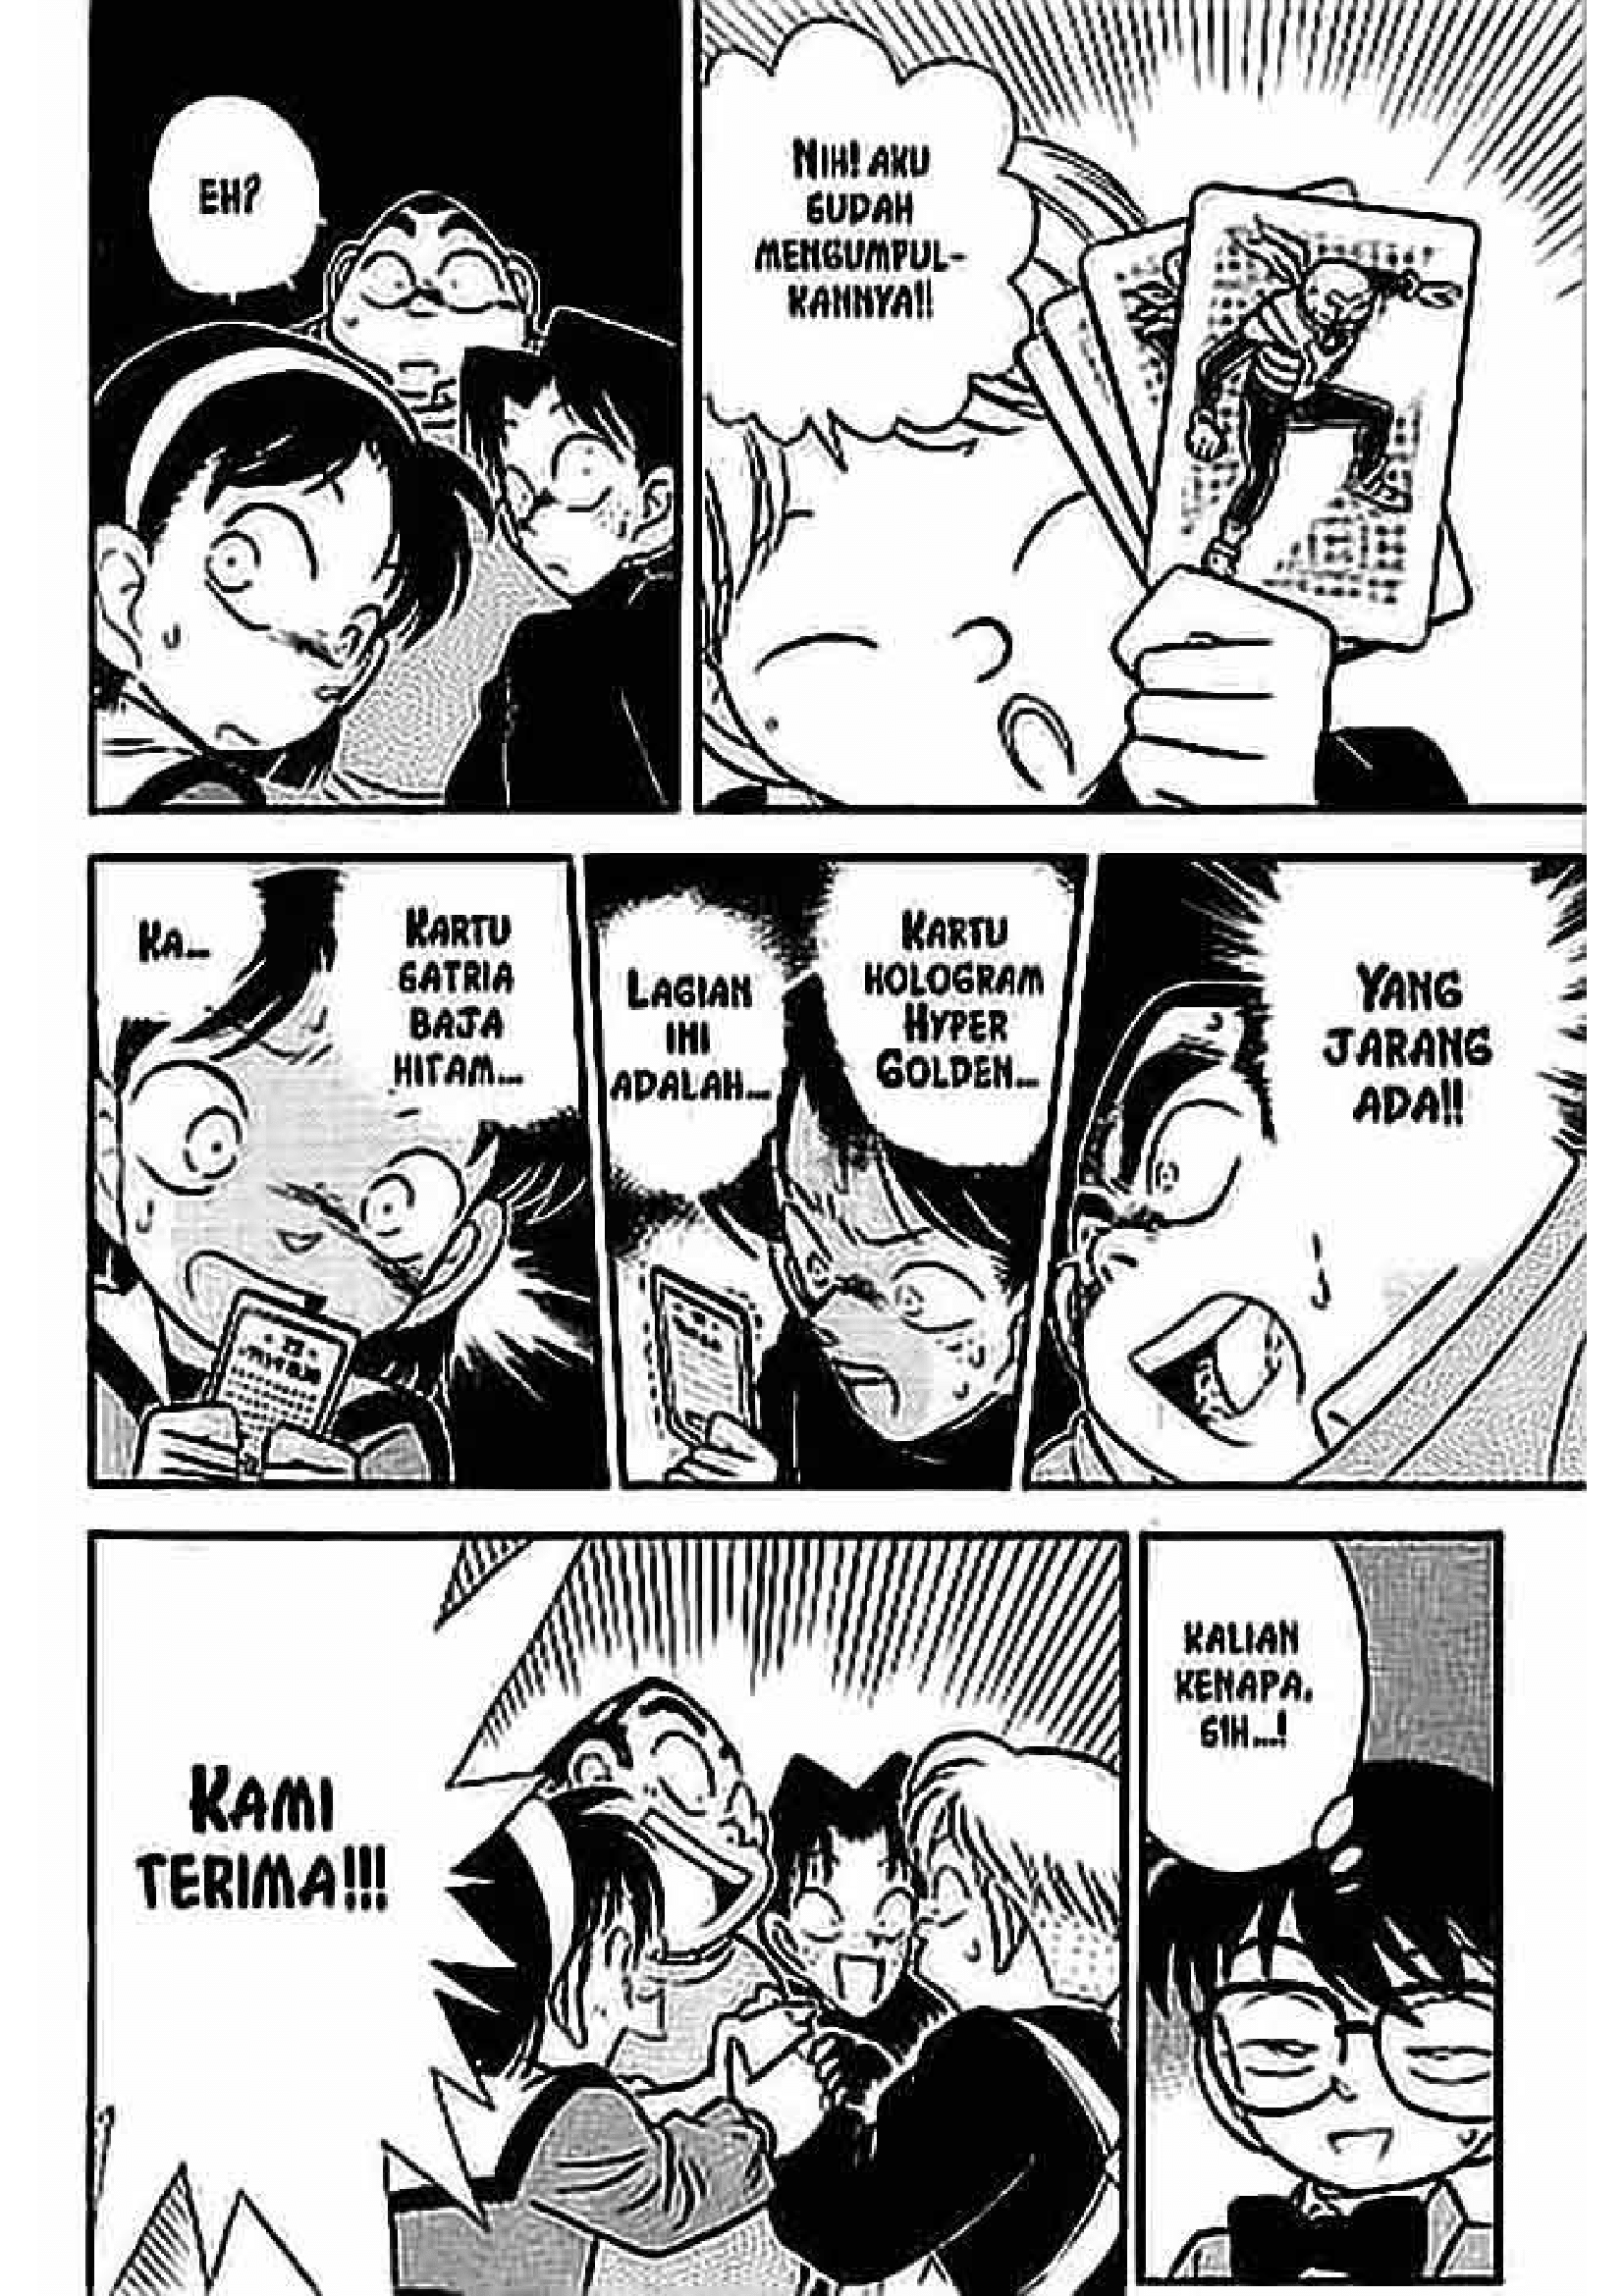 EH?
NIH! AKU
SUDAH
MENGUMPUL-
KANNYA!!
KA...
KARTU
SATRIA
BAJA
HITAM...
LAGIAN
INI
ADALAH...
KARTU
HOLOGRAM
HYPER
GOLDEN...
YANG
JARANG
ADA!!
KAMI
TERIMA!!!
KALIAN
KENAPA,
SIH...!